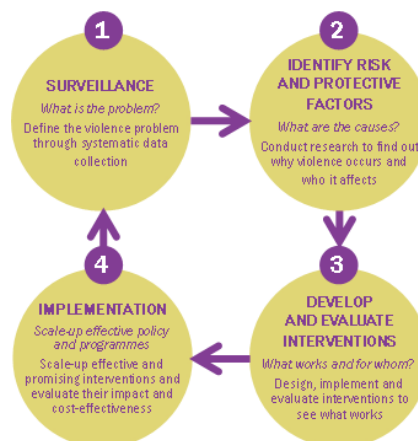 1
SURVEILLANCE
What is the problem?
Define the violence problem
through systematic data
collection
2
IDENTIFY RISK
AND PROTECTIVE
FACTORS
What are the causes?
Conduct research to find out
why violence occurs and
who it affects
3
DEVELOP
AND EVALUATE
INTERVENTIONS
What works and for whom?
Design, implement and
evaluate interventions to
see what works
4
IMPLEMENTATION
Scale-up effective policy
and programmes
Scale-up effective and
promising interventions and
evaluate their impact and
cost-effectiveness